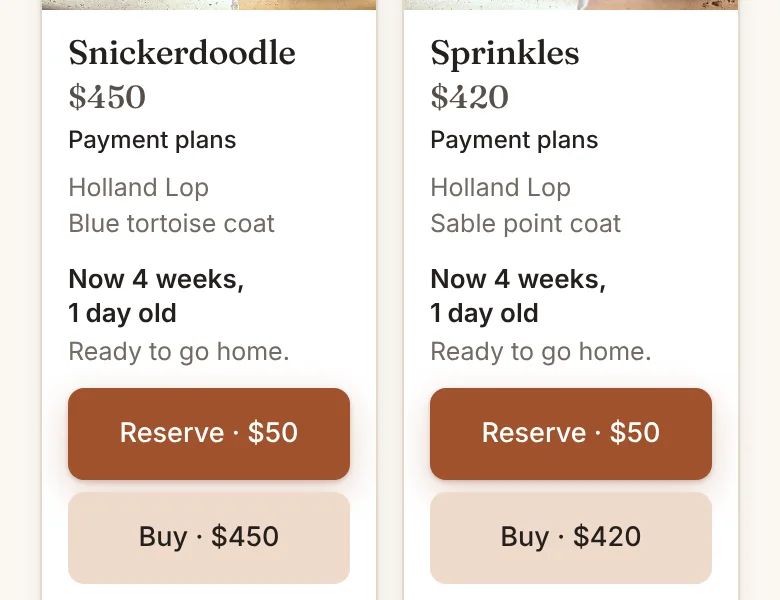 Snickerdoodle
$450
Payment plans
Holland Lop
Blue tortoise coat
Now 4 weeks,
1 day old
Ready to go home.
Reserve · $50
Buy · $450
Sprinkles
$420
Payment plans
Holland Lop
Sable point coat
Now 4 weeks,
1 day old
Ready to go home.
Reserve · $50
Buy · $420